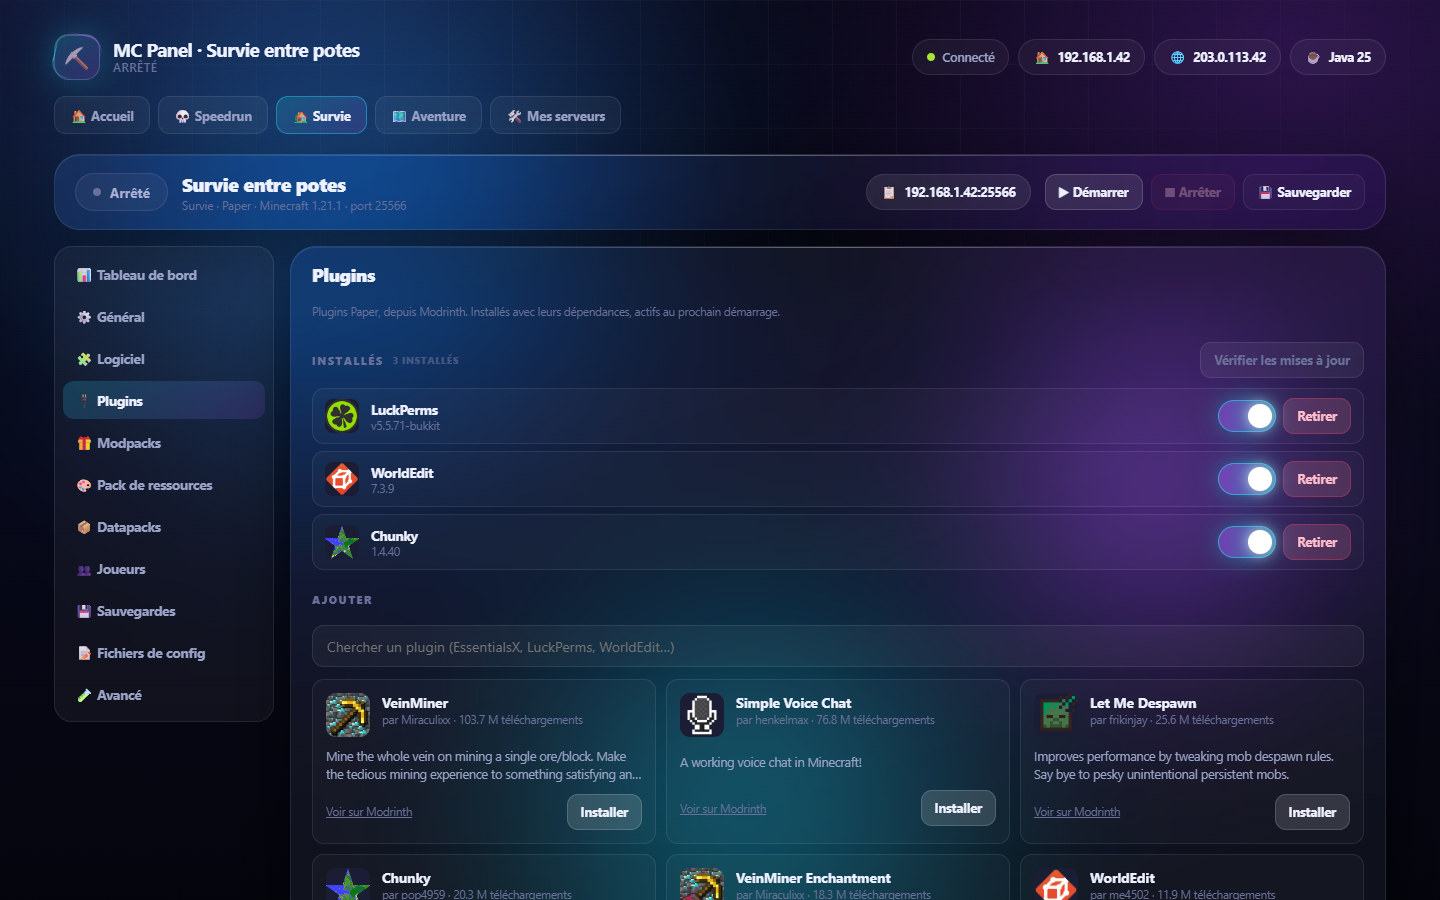 MC Panel · Survie entre potes
ARRÊTÉ
Connecté
192.168.1.42
203.0.113.42
Java 25
Accueil
Speedrun
Survie
Aventure
Mes serveurs
Arrêté
Survie entre potes
Survie · Paper · Minecraft 1.21.1 · port 25566
192.168.1.42:25566
▶ Démarrer
■ Arrêter
Sauvegarder
Tableau de bord
Général
Logiciel
Plugins
Modpacks
Pack de ressources
Datapacks
Joueurs
Sauvegardes
Fichiers de config
Avancé
Plugins
Plugins Paper, depuis Modrinth. Installés avec leurs dépendances, actifs au prochain démarrage.
INSTALLÉS 3 INSTALLÉS
Vérifier les mises à jour
LuckPerms
v5.5.71-bukkit
Retirer
WorldEdit
7.3.9
Retirer
Chunky
1.4.40
Retirer
AJOUTER
Chercher un plugin (EssentialsX, LuckPerms, WorldEdit...)
VeinMiner
par Miraculixx · 103.7 M téléchargements
Mine the whole vein on mining a single ore/block. Make
the tedious mining experience to something satisfying an...
Voir sur Modrinth
Installer
Simple Voice Chat
par henkelmax · 76.8 M téléchargements
A working voice chat in Minecraft!
Voir sur Modrinth
Installer
Let Me Despawn
par frikinjay · 25.6 M téléchargements
Improves performance by tweaking mob despawn rules.
Say bye to pesky unintentional persistent mobs.
Voir sur Modrinth
Installer
Chunky
par pop4959 · 20.3 M téléchargements
VeinMiner Enchantment
par Miraculixx · 18.3 M téléchargements
WorldEdit
par me4502 · 11.9 M téléchargements